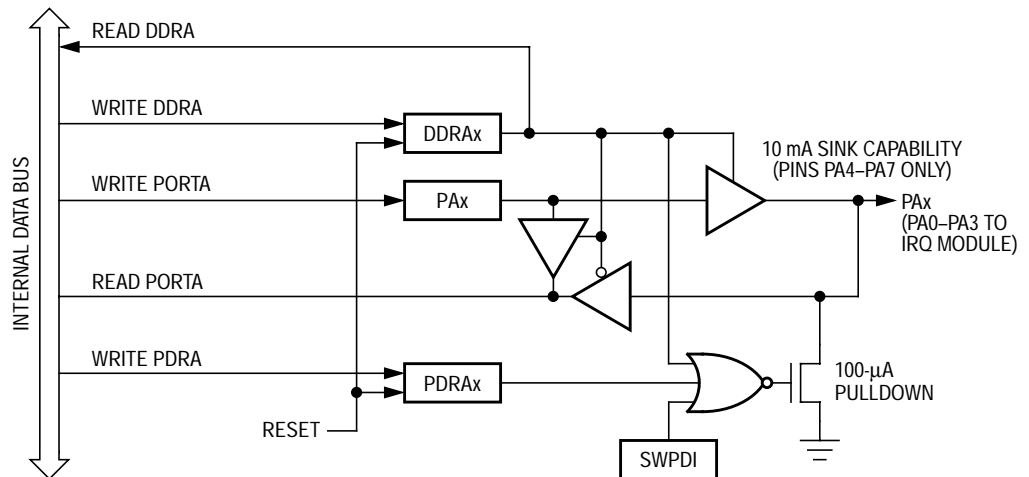 READ DDRA
WRITE DDRA
DDRAx
10 mA SINK CAPABILITY
(PINS PA4–PA7 ONLY)
WRITE PORTA
PAx
PAx
(PA0–PA3 TO
IRQ MODULE)
INTERNAL DATA BUS
READ PORTA
WRITE PDRA
PDRAx
100-µA
PULLDOWN
RESET
SWPDI